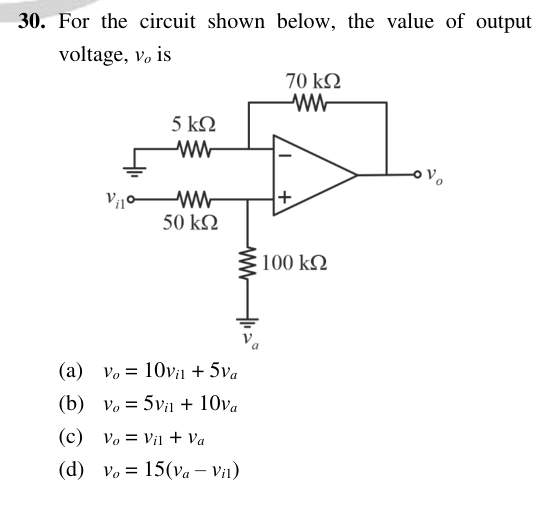 30. For the circuit shown below, the value of output
voltage, vₒ is
70 kΩ
5 kΩ
−
vᵢ₁
+
vₒ
50 kΩ
100 kΩ
vₐ
(a) vₒ = 10vᵢ₁ + 5vₐ
(b) vₒ = 5vᵢ₁ + 10vₐ
(c) vₒ = vᵢ₁ + vₐ
(d) vₒ = 15(vₐ – vᵢ₁)